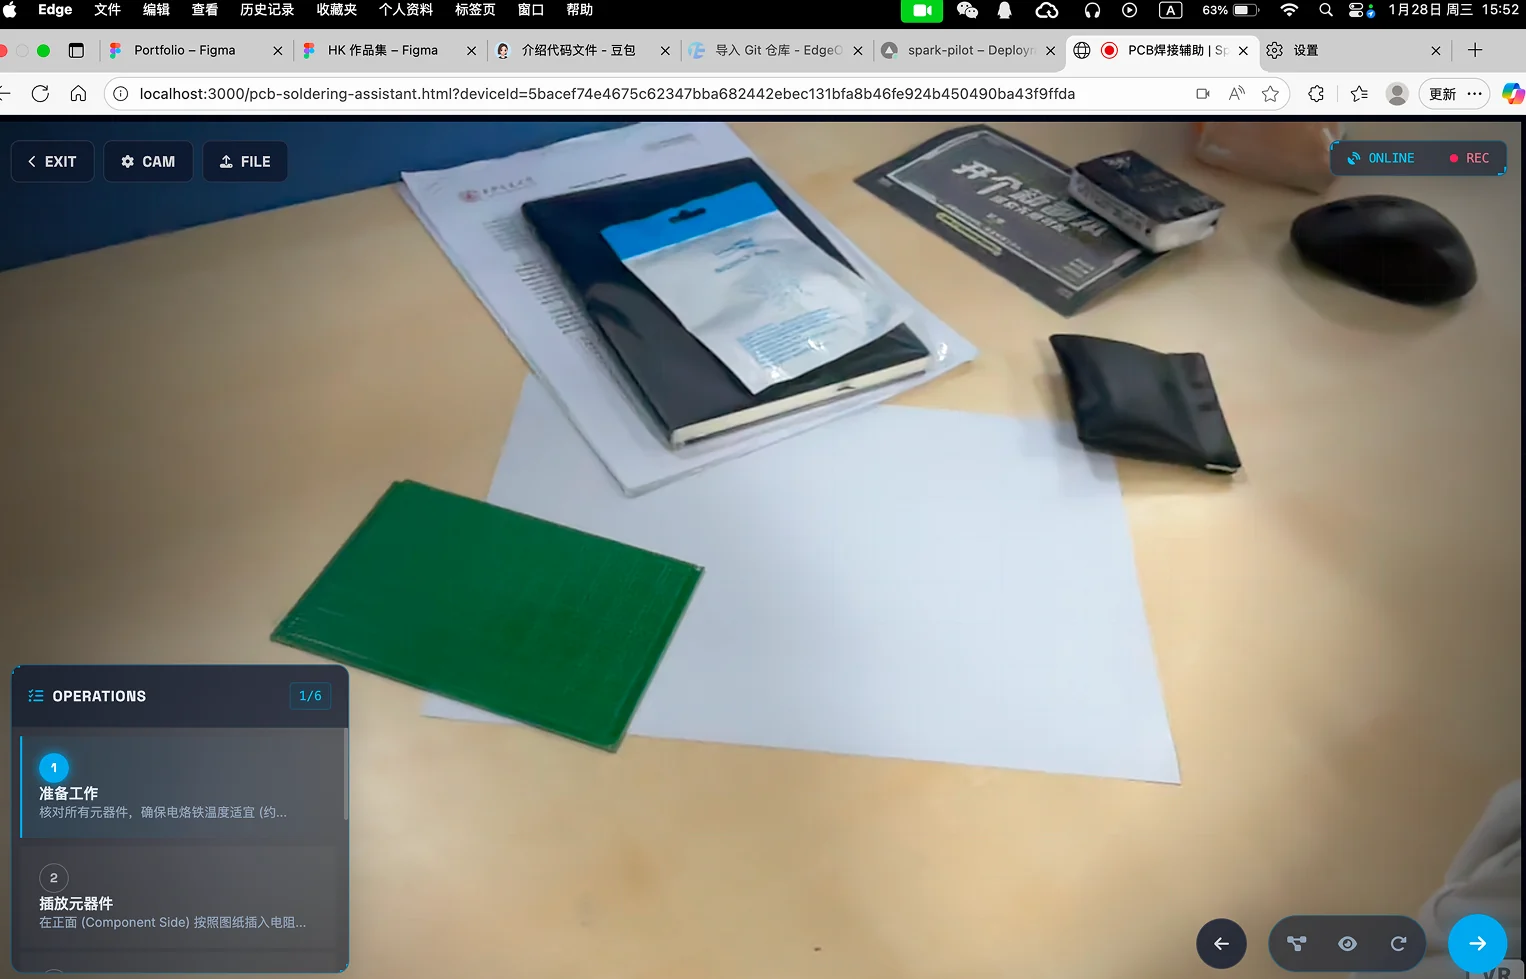 Edge 文件 编辑 查看 历史记录 收藏夹 个人资料 标签页 窗口 帮助 A 63% 1月28日 周三 15:52
Portfolio – Figma HK 作品集 – Figma 介绍代码文件 - 豆包 导入 Git 仓库 - EdgeO spark-pilot – Deployn PCB焊接辅助 | Sp 设置
localhost:3000/pcb-soldering-assistant.html?deviceId=5bacef74e4675c62347bba682442ebec131bfa8b46fe924b450490ba43f9ffda 更新
EXIT CAM FILE
ONLINE REC
开个新副本
OPERATIONS 1/6
1
准备工作
核对所有元器件，确保电烙铁温度适宜 (约...
2
插放元器件
在正面 (Component Side) 按照图纸插入电阻...